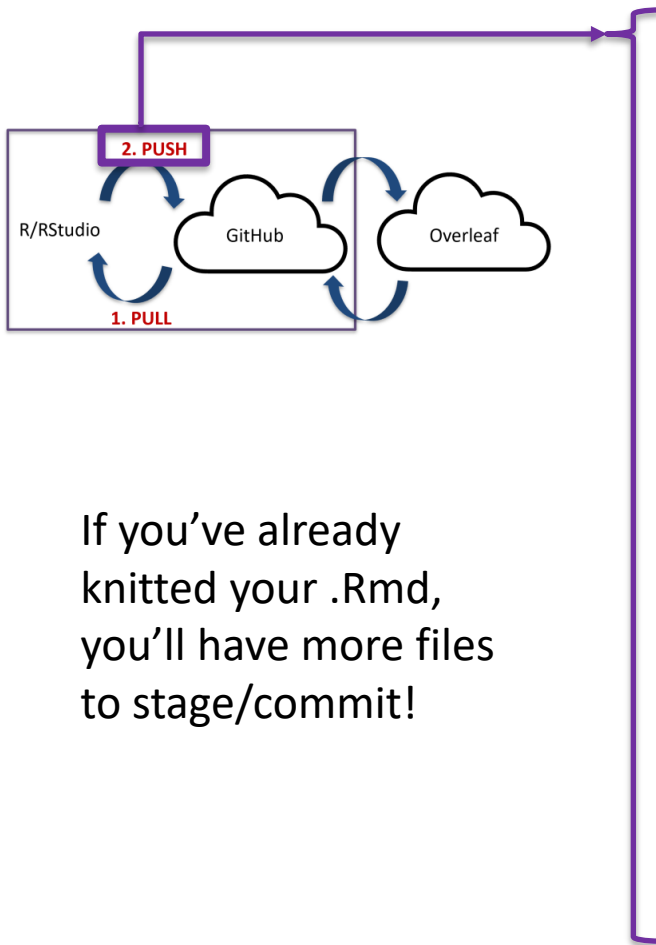 2. PUSH
R/RStudio
GitHub
Overleaf
1. PULL
If you’ve already
knitted your .Rmd,
you’ll have more files
to stage/commit!